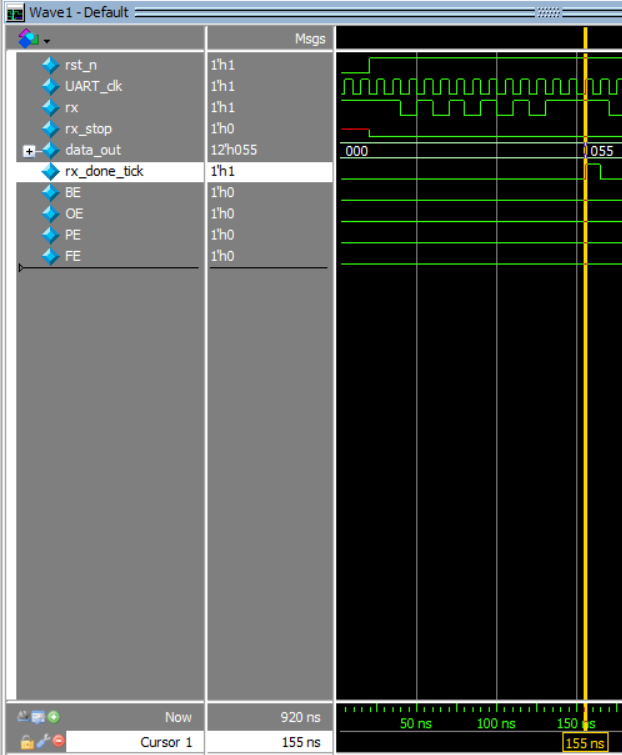 Wave1 - Default
Msgs
rst_n 1'h1
UART_clk 1'h1
rx 1'h1
rx_stop 1'h0
data_out 12'h055 000 055
rx_done_tick 1'h1
BE 1'h0
OE 1'h0
PE 1'h0
FE 1'h0
Now 920 ns 50 ns 100 ns 150 ns
Cursor 1 155 ns 155 ns